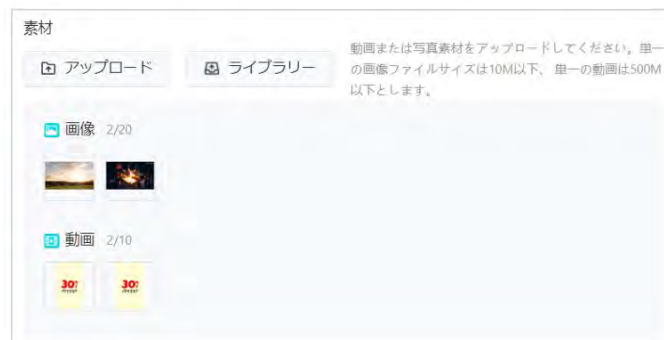 素材
アップロード
ライブラリー
動画または写真素材をアップロードしてください。単一
の画像ファイルサイズは10M以下、 単一の動画は500M
以下とします。
画像 2/20
動画 2/10